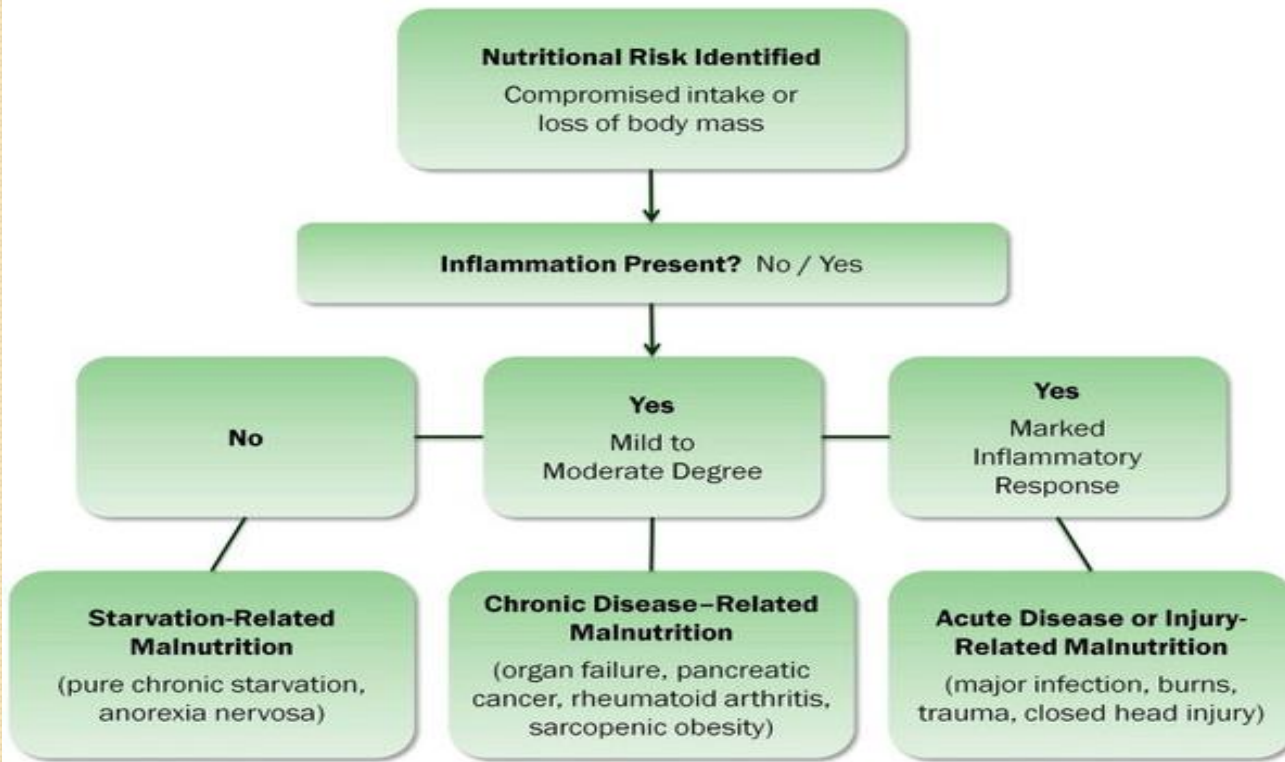 Nutritional Risk Identified
Compromised intake or
loss of body mass
Inflammation Present? No / Yes
No
Yes
Mild to
Moderate Degree
Yes
Marked
Inflammatory
Response
Starvation-Related
Malnutrition
(pure chronic starvation,
anorexia nervosa)
Chronic Disease–Related
Malnutrition
(organ failure, pancreatic
cancer, rheumatoid arthritis,
sarcopenic obesity)
Acute Disease or Injury-
Related Malnutrition
(major infection, burns,
trauma, closed head injury)